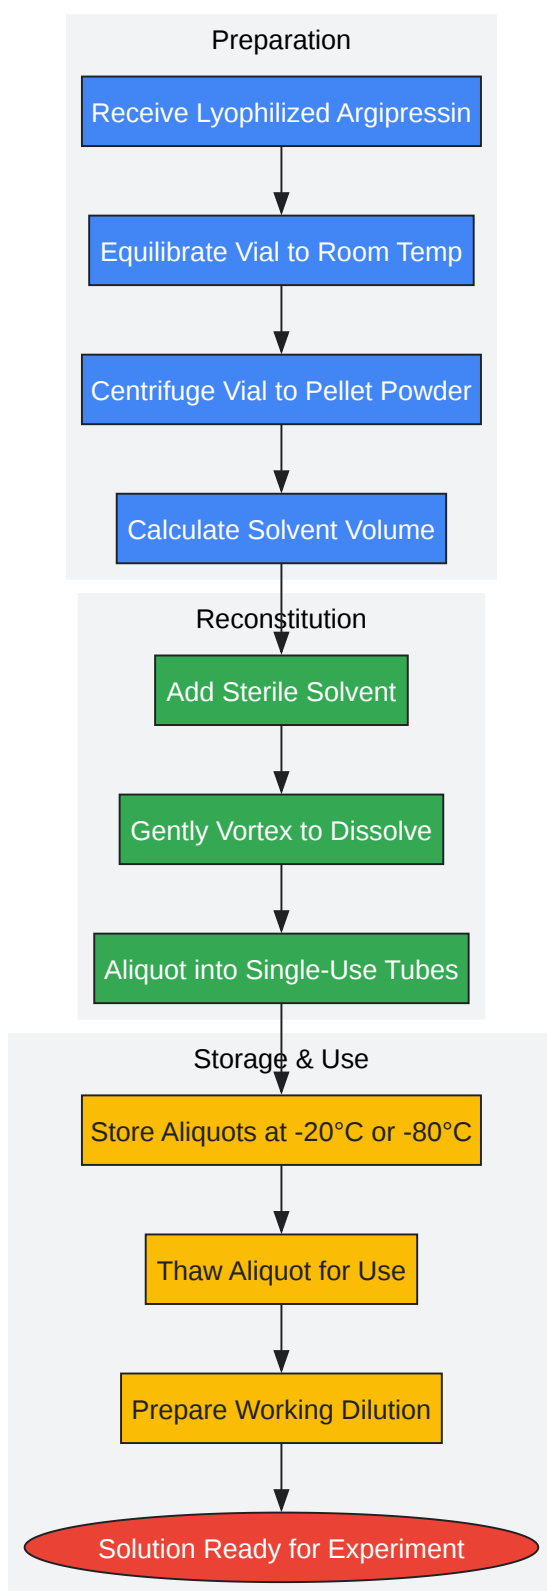 Preparation
Receive Lyophilized Argipressin
Equilibrate Vial to Room Temp
Centrifuge Vial to Pellet Powder
Calculate Solvent Volume
Reconstitution
Add Sterile Solvent
Gently Vortex to Dissolve
Aliquot into Single-Use Tubes
Storage & Use
Store Aliquots at -20°C or -80°C
Thaw Aliquot for Use
Prepare Working Dilution
Solution Ready for Experiment